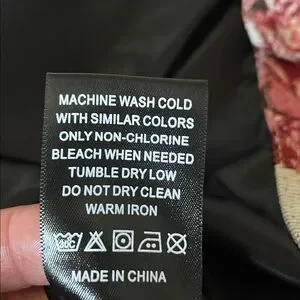 MACHINE WASH COLD
WITH SIMILAR COLORS
ONLY NON-CHLORINE
BLEACH WHEN NEEDED
TUMBLE DRY LOW
DO NOT DRY CLEAN
WARM IRON
30C
MADE IN CHINA